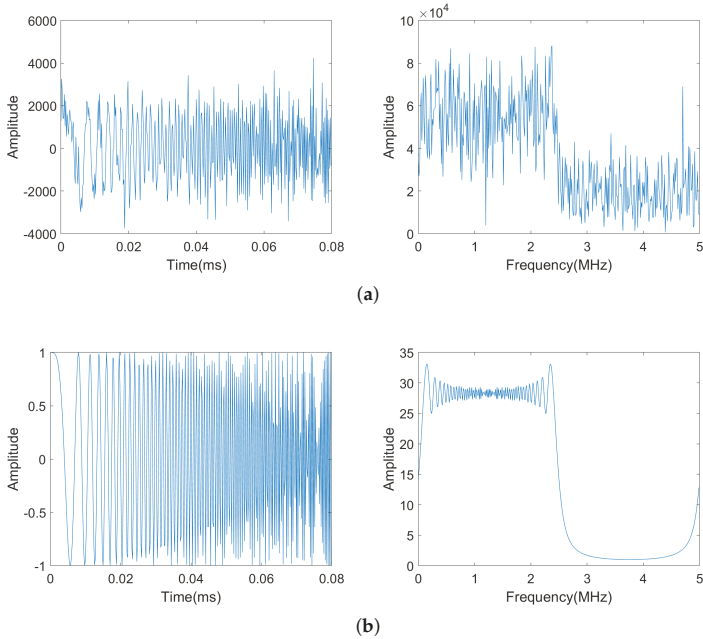 6000
4000
2000
0
-2000
-4000
Amplitude
0 0.02 0.04 0.06 0.08
Time(ms)
×10⁴
10
8
6
4
2
0
Amplitude
0 1 2 3 4 5
Frequency(MHz)
(a)
1
0.5
0
-0.5
-1
Amplitude
0 0.02 0.04 0.06 0.08
Time(ms)
35
30
25
20
15
10
5
0
Amplitude
0 1 2 3 4 5
Frequency(MHz)
(b)